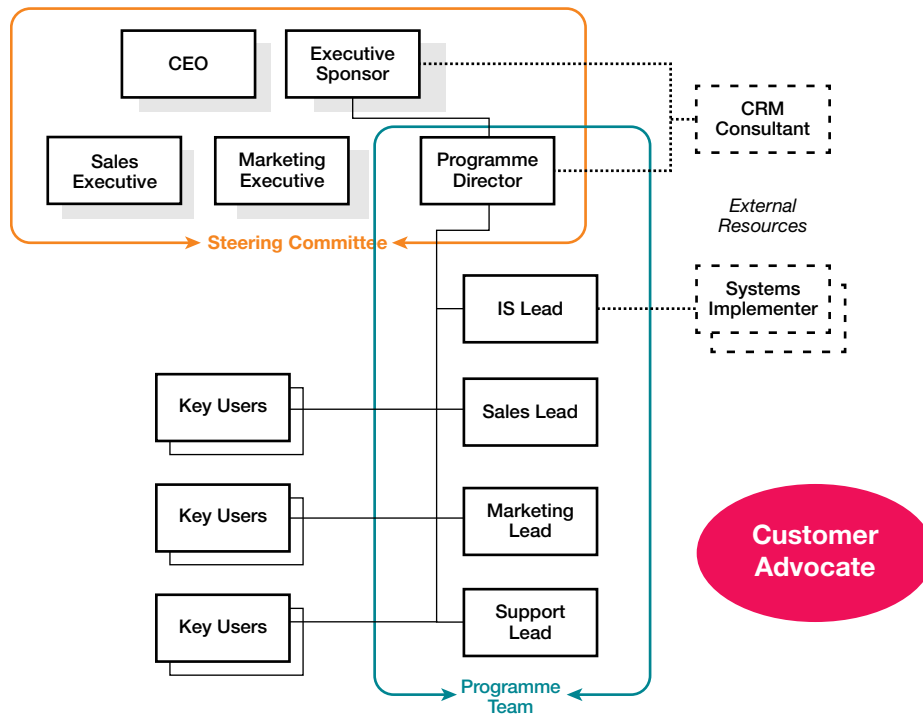 CEO
Executive
Sponsor
CRM
Consultant
Sales
Executive
Marketing
Executive
Programme
Director
External
Resources
Steering Committee
IS Lead
Systems
Implementer
Key Users
Sales Lead
Key Users
Marketing
Lead
Customer
Advocate
Key Users
Support
Lead
Programme
Team